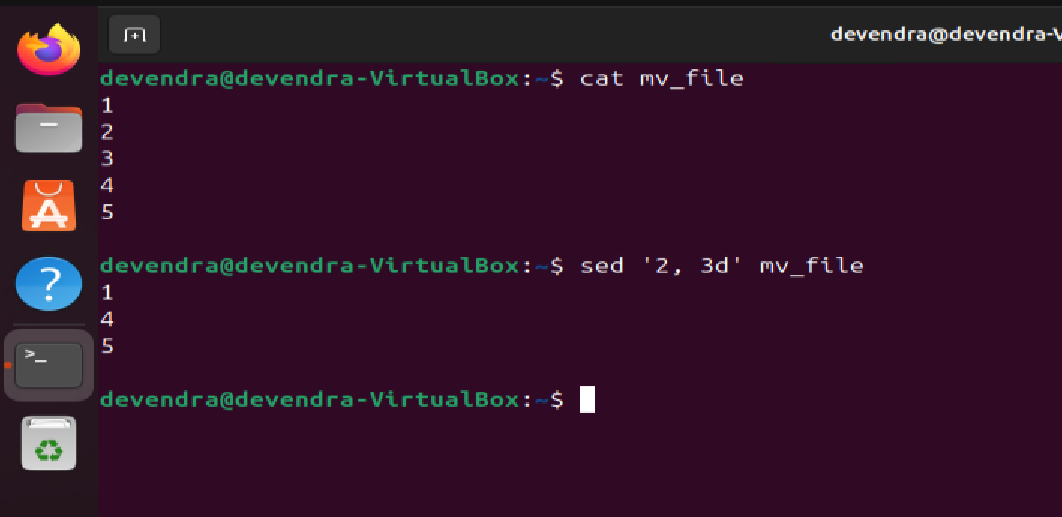 devendra@devendra-V
devendra@devendra-VirtualBox:~$ cat mv_file
1
2
3
4
5
devendra@devendra-VirtualBox:~$ sed '2, 3d' mv_file
1
4
5
devendra@devendra-VirtualBox:~$